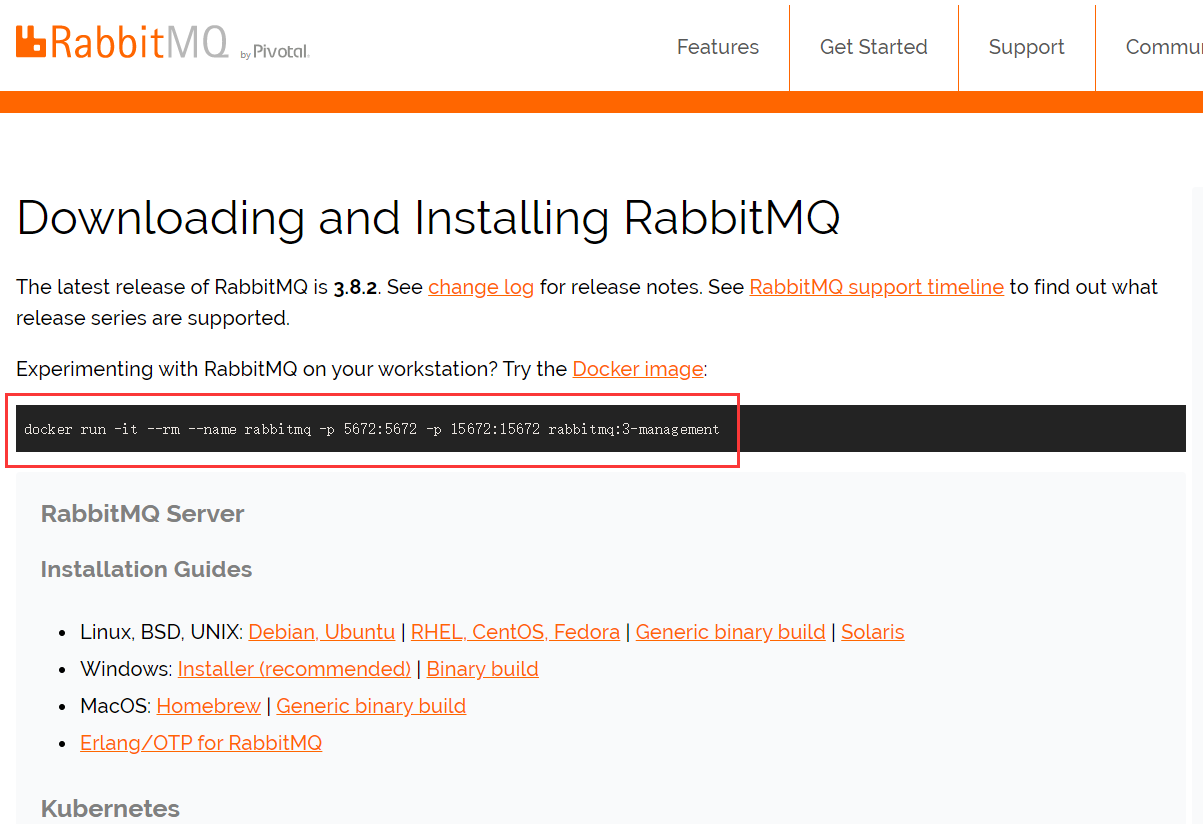 RabbitMQ by Pivotal.
Features
Get Started
Support
Commu
Downloading and Installing RabbitMQ
The latest release of RabbitMQ is 3.8.2. See change log for release notes. See RabbitMQ support timeline to find out what
release series are supported.
Experimenting with RabbitMQ on your workstation? Try the Docker image:
docker run -it --rm --name rabbitmq -p 5672:5672 -p 15672:15672 rabbitmq:3-management
RabbitMQ Server
Installation Guides
• Linux, BSD, UNIX: Debian, Ubuntu | RHEL, CentOS, Fedora | Generic binary build | Solaris
• Windows: Installer (recommended) | Binary build
• MacOS: Homebrew | Generic binary build
• Erlang/OTP for RabbitMQ
Kubernetes